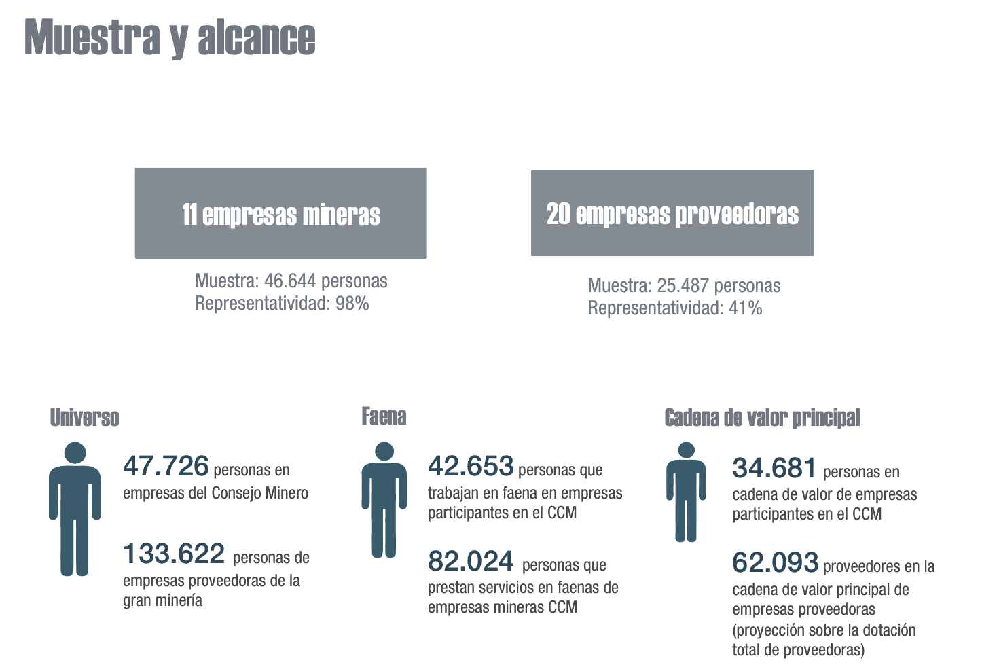 Muestra y alcance
11 empresas mineras
Muestra: 46.644 personas
Representatividad: 98%
20 empresas proveedoras
Muestra: 25.487 personas
Representatividad: 41%
Universo
47.726 personas en
empresas del Consejo Minero
133.622 personas de
empresas proveedoras de la
gran minería
Faena
42.653 personas que
trabajan en faena en empresas
participantes en el CCM
82.024 personas que
prestan servicios en faenas de
empresas mineras CCM
Cadena de valor principal
34.681 personas en
cadena de valor de empresas
participantes en el CCM
62.093 proveedores en la
cadena de valor principal de
empresas proveedoras
(proyección sobre la dotación
total de proveedoras)